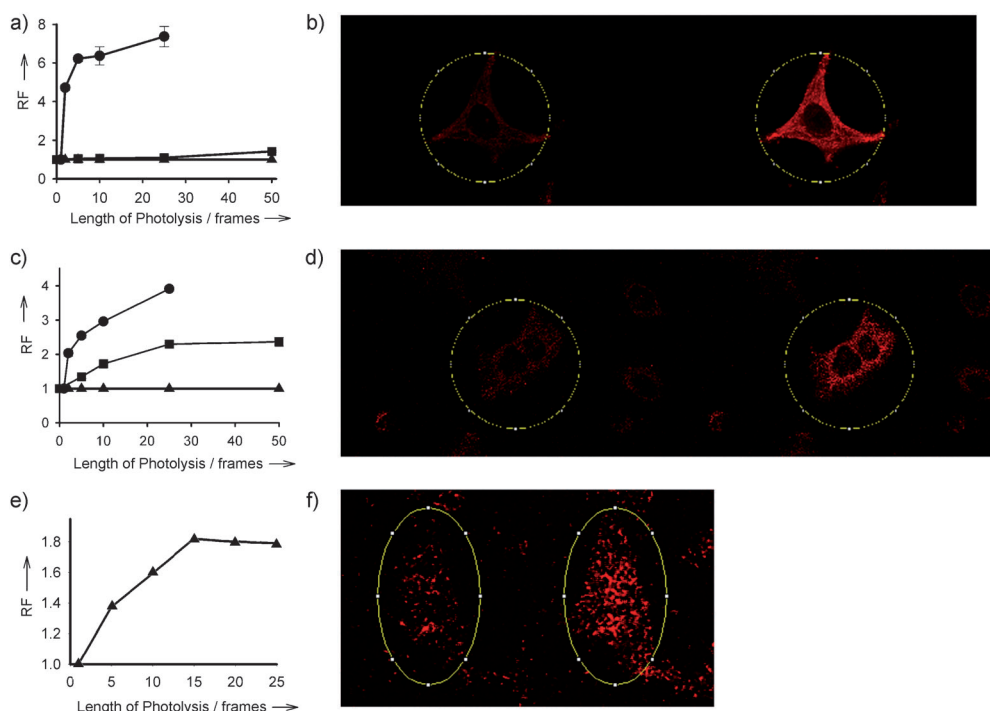 a)
8
6
4
2
0
RF
0 10 20 30 40 50
Length of Photolysis / frames
b)
c)
4
3
2
1
0
RF
0 10 20 30 40 50
Length of Photolysis / frames
d)
e)
1.8
1.6
1.4
1.2
1.0
RF
0 5 10 15 20 25
Length of Photolysis / frames
f)